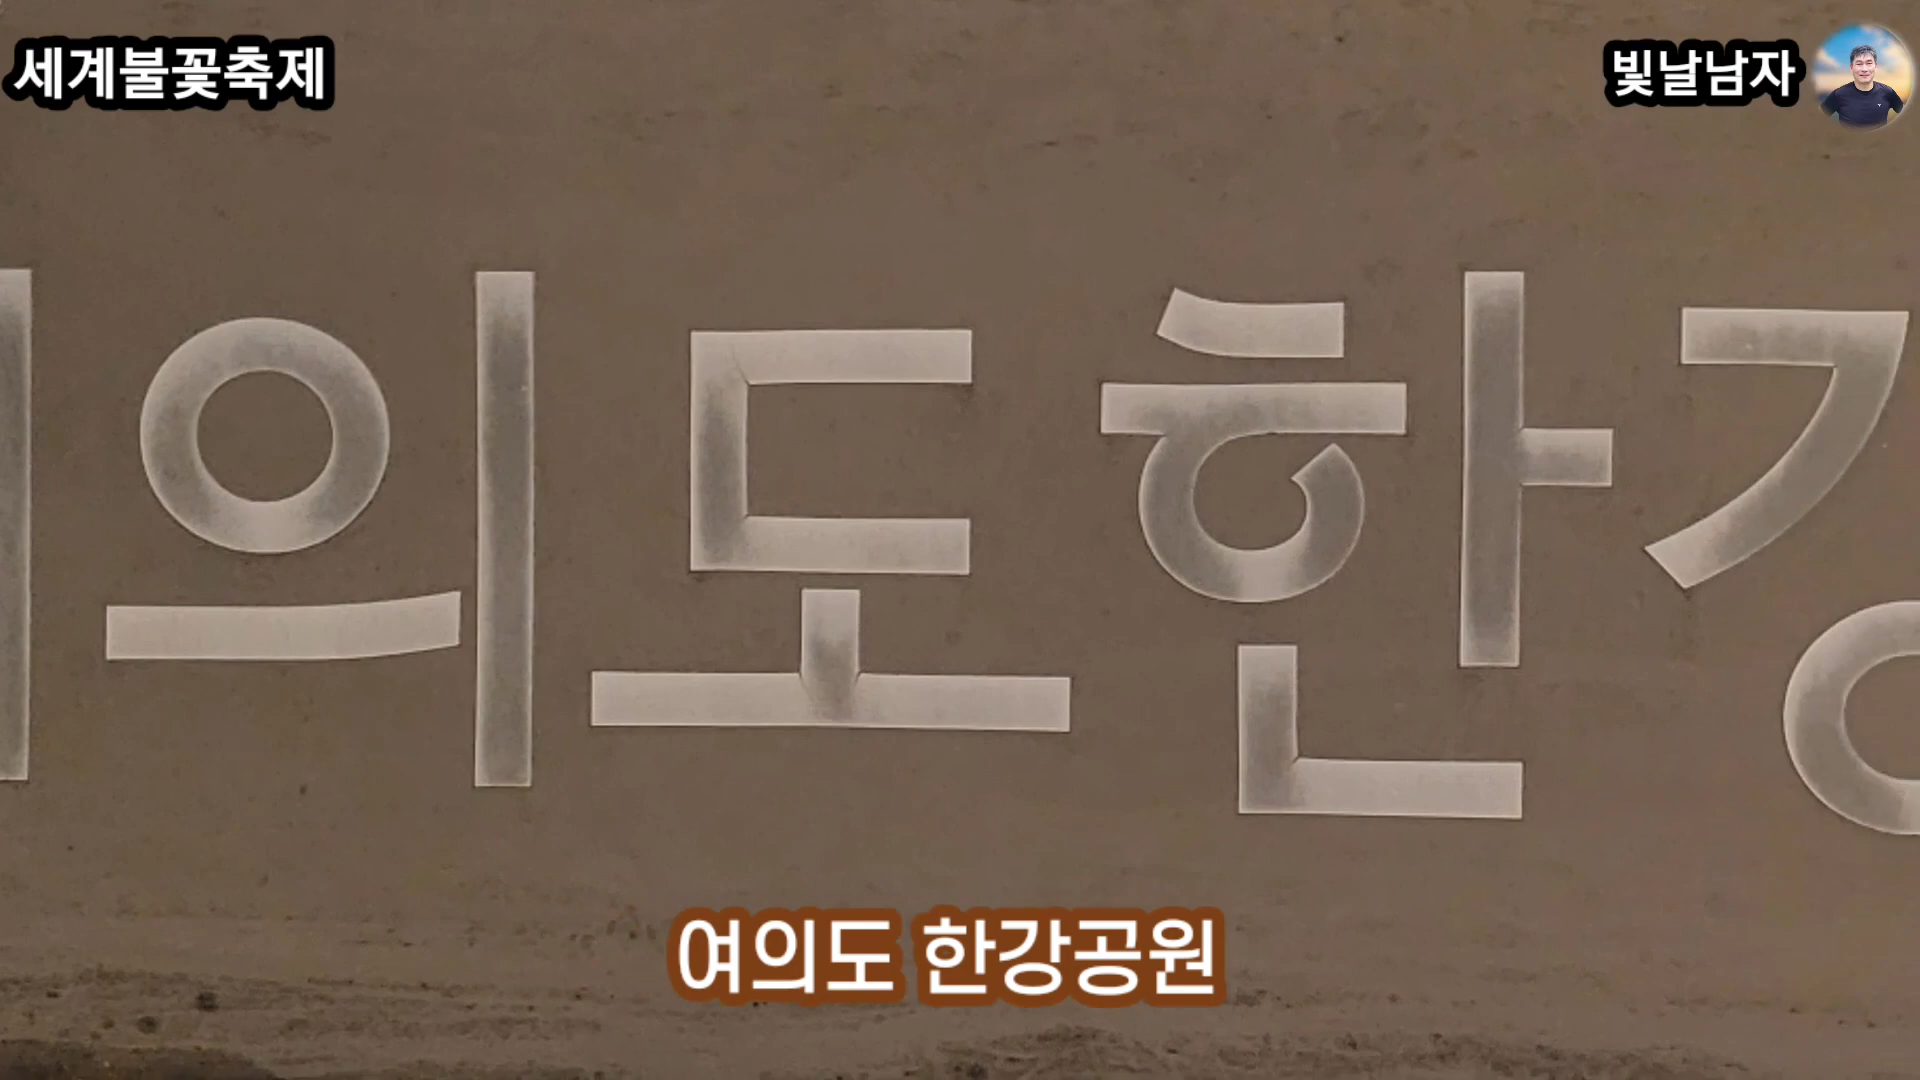 세계불꽃축제
빛날남자
의도한강
여의도 한강공원